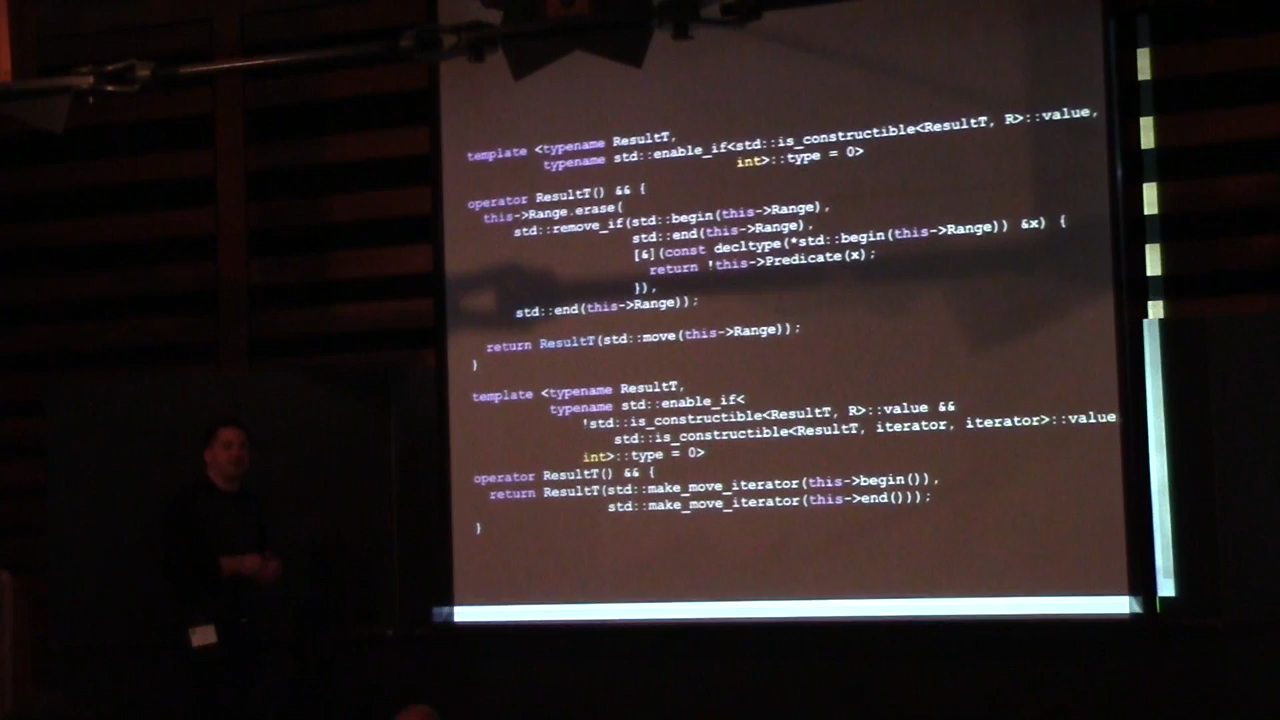 template <typename ResultT,
typename std::enable_if<std::is_constructible<ResultT, R>::value,
int>::type = 0>
operator ResultT() && {
this->Range.erase(
std::remove_if(std::begin(this->Range),
std::end(this->Range),
[&](const decltype(*std::begin(this->Range)) &x) {
return !this->Predicate(x);
}),
std::end(this->Range));
return ResultT(std::move(this->Range));
}
template <typename ResultT,
typename std::enable_if<
!std::is_constructible<ResultT, R>::value &&
std::is_constructible<ResultT, iterator, iterator>::value
int>::type = 0>
operator ResultT() && {
return ResultT(std::make_move_iterator(this->begin()),
std::make_move_iterator(this->end()));
}